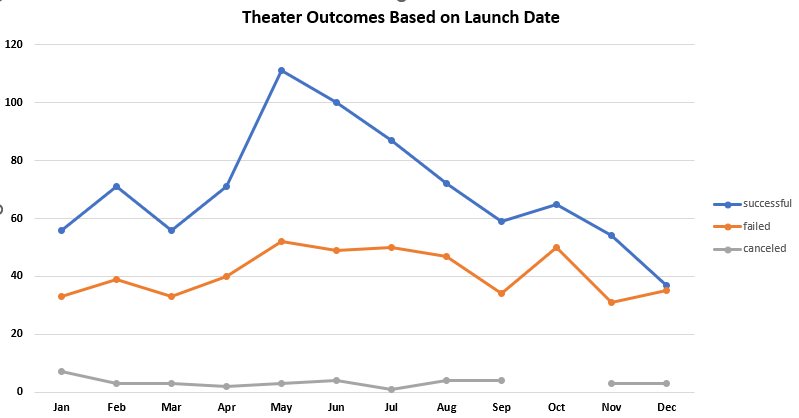 Theater Outcomes Based on Launch Date
120
100
80
60
40
20
0
Jan Feb Mar Apr May Jun Jul Aug Sep Oct Nov Dec
successful
failed
canceled